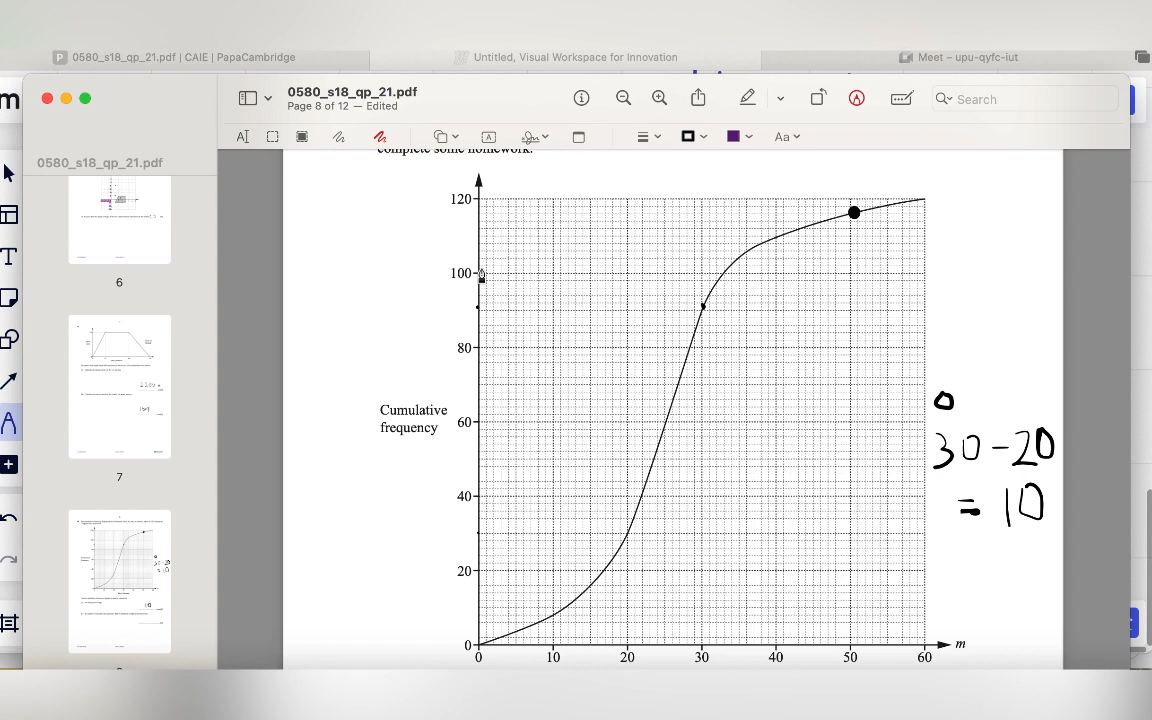 0580_s18_qp_21.pdf | CAIE | PapaCambridge
Untitled, Visual Workspace for Innovation
Meet – upu-qyfc-iut
0580_s18_qp_21.pdf
Page 8 of 12 — Edited
Search
Aa
0580_s18_qp_21.pdf
6
7
complete some homework.
120
100
80
60
40
20
0
Cumulative
frequency
0 10 20 30 40 50 60 m
30-20
= 10